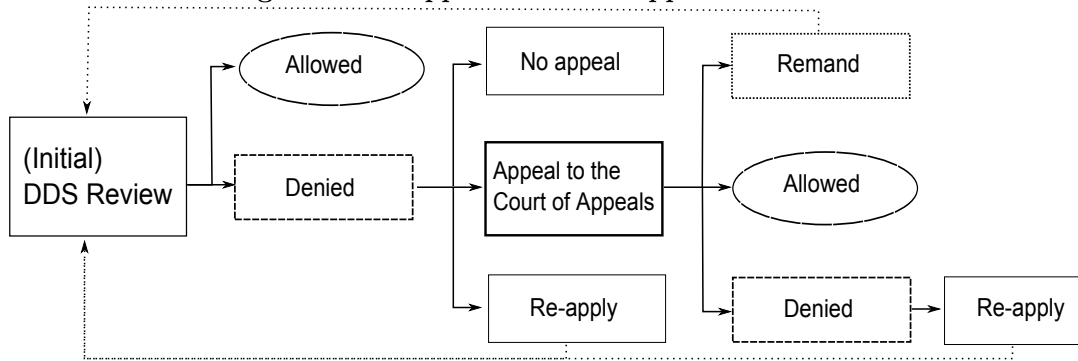 Allowed
No appeal
Remand
(Initial)
DDS Review
Denied
Appeal to the
Court of Appeals
Allowed
Re-apply
Denied
Re-apply